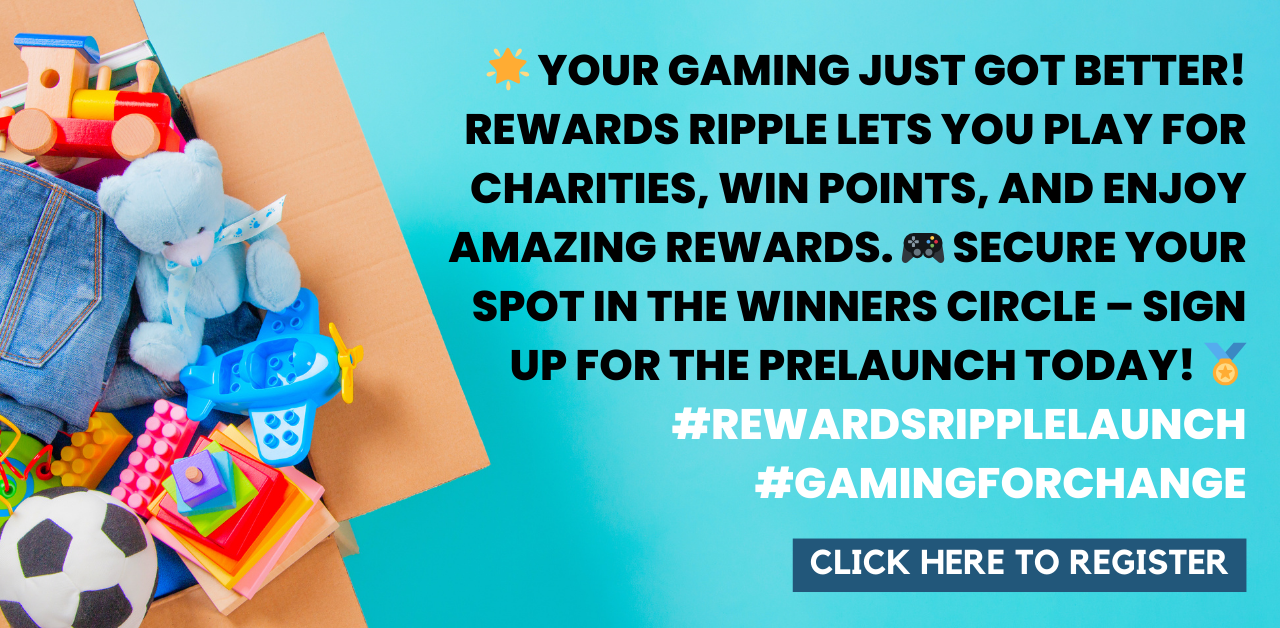 🌟 YOUR GAMING JUST GOT BETTER!
REWARDS RIPPLE LETS YOU PLAY FOR
CHARITIES, WIN POINTS, AND ENJOY
AMAZING REWARDS. 🎮 SECURE YOUR
SPOT IN THE WINNERS CIRCLE – SIGN
UP FOR THE PRELAUNCH TODAY! 🏅
#REWARDSRIPPLELAUNCH
#GAMINGFORCHANGE
CLICK HERE TO REGISTER